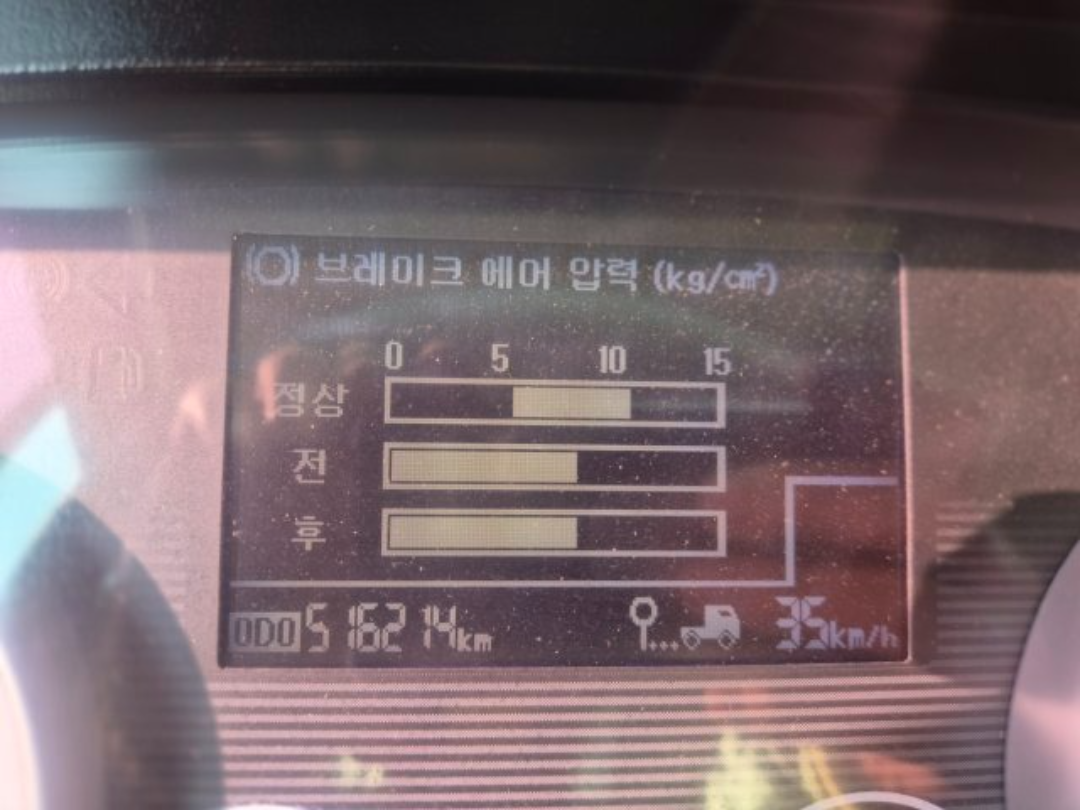 브레이크 에어 압력 (kg/cm²)
0 5 10 15
정상
전
후
ODO 516214km 35km/h